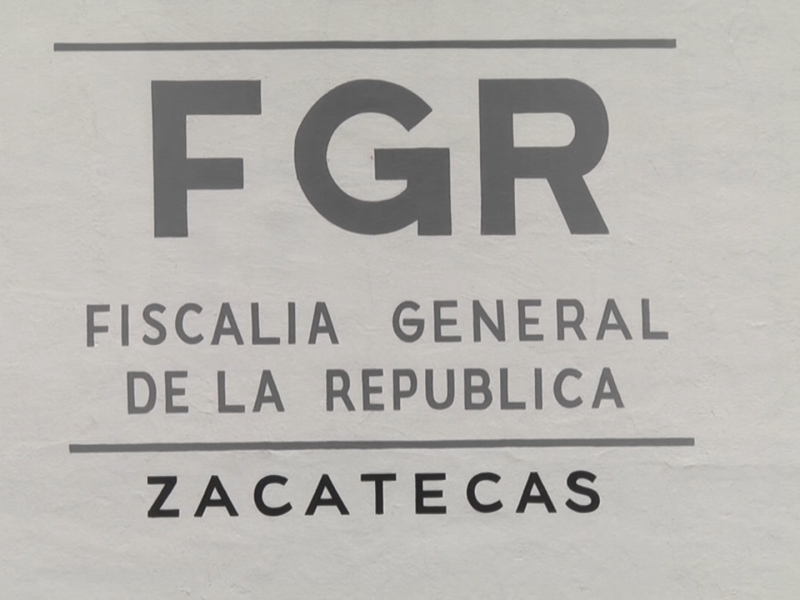 FGR
FISCALIA GENERAL
DE LA REPUBLICA
ZACATECAS